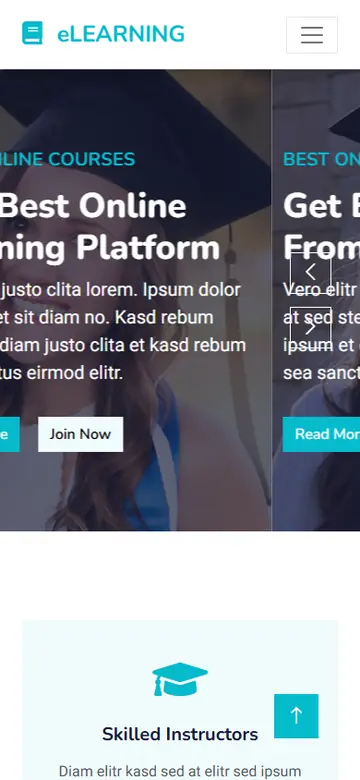 eLEARNING
LINE COURSES
Best Online
ning Platform
justo clita lorem. Ipsum dolor
et sit diam no. Kasd rebum
diam justo clita et kasd rebum
tus eirmod elitr.
e
Join Now
BEST ON
Get B
From
Vero elitr
at sed ste
ipsum et
sea sanct
Read Mor
Skilled Instructors
Diam elitr kasd sed at elitr sed ipsum